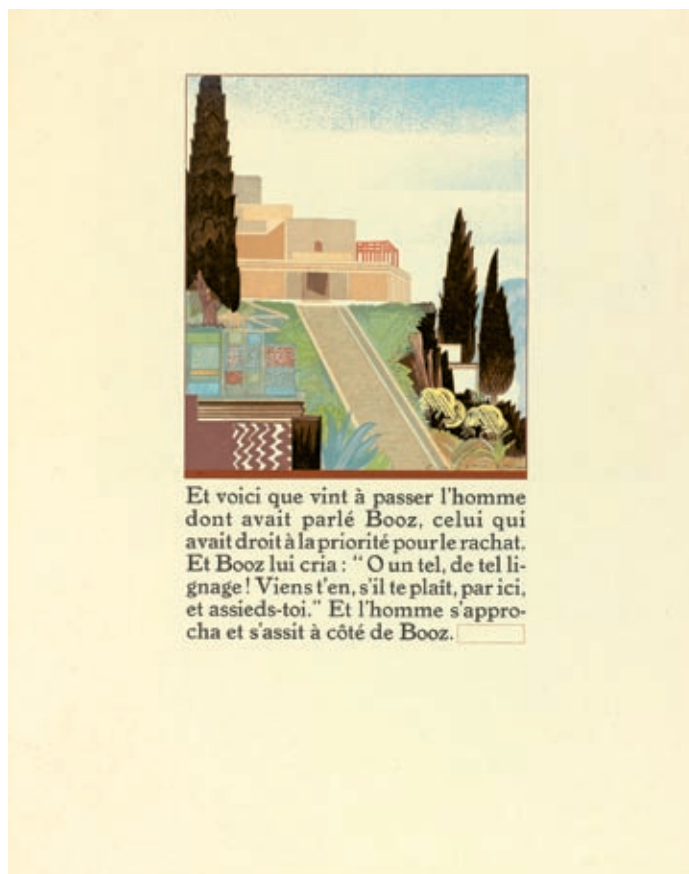 Et voici que vint à passer l'homme
dont avait parlé Booz, celui qui
avait droit à la priorité pour le rachat.
Et Booz lui cria : “ O un tel, de tel li-
gnage ! Viens t'en, s'il te plaît, par ici,
et assieds-toi.” Et l'homme s'appro-
cha et s'assit à côté de Booz.